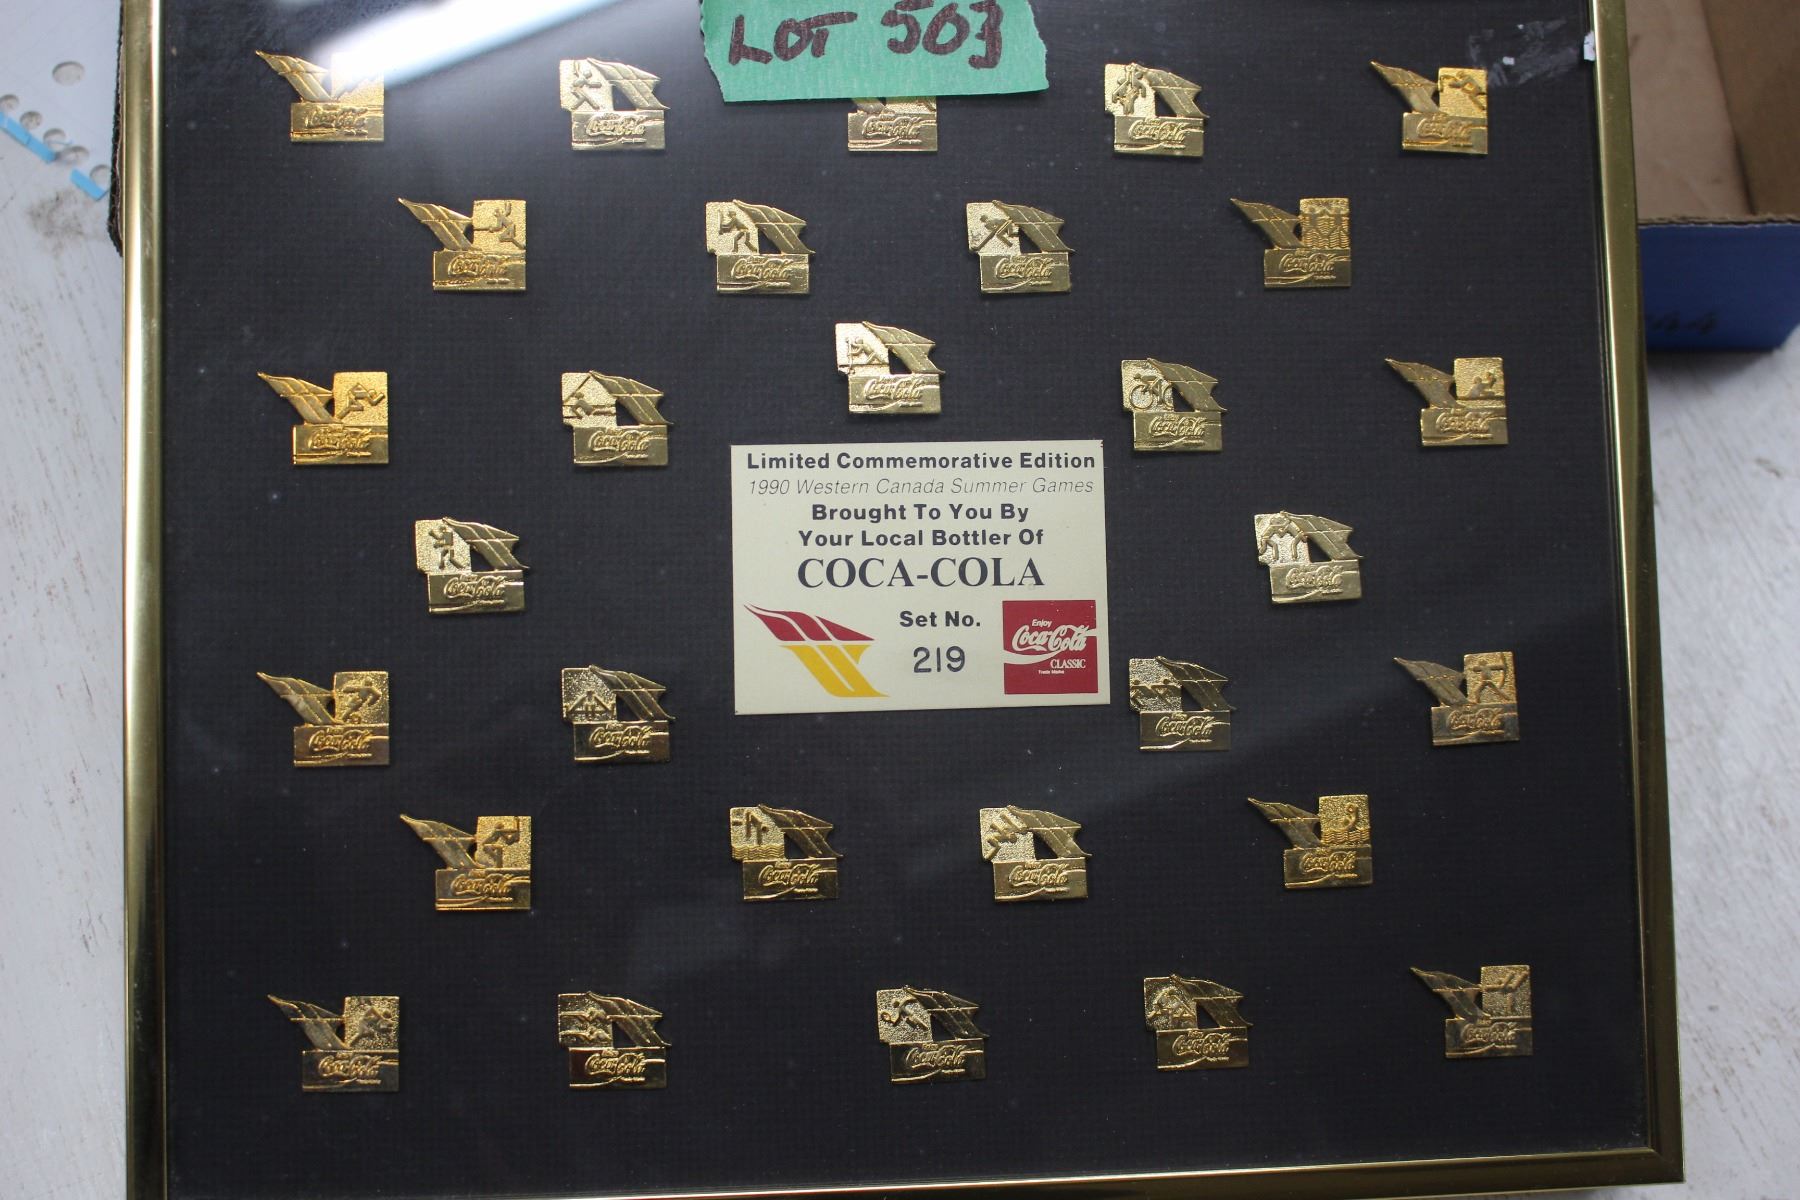 LOT 503
Limited Commemorative Edition
1990 Western Canada Summer Games
Brought To You By
Your Local Bottler Of
COCA-COLA
Set No.
219
Enjoy
Coca-Cola
CLASSIC
Trade Marks